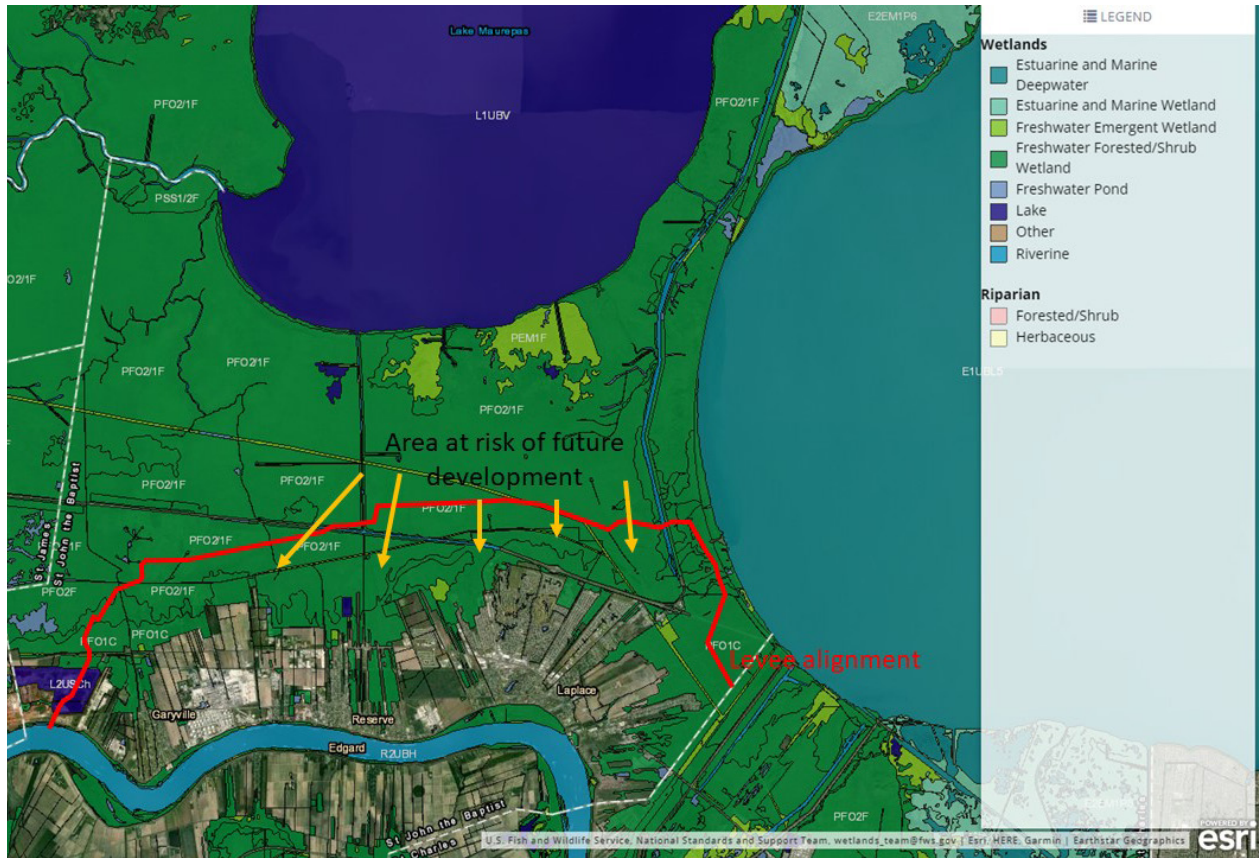 Lake Maurepas
E2EM1P6
PFO2/1F
PFO2/1F
L1UBV
PSS1/2F
PEM1F
PFO2/1F
PFO2/1F
PFO2/1F
E1UBL5
Area at risk of future
development
PFO2/1F
PFO2/1F
PFO2/1F
PFO2/1F
PFO2/1F
St James
St John the Baptist
PFO2F
PFO2/1F
PFO1C
PFO1C
PFO1C
Levee alignment
L2USCh
Garyville
Reserve
Laplace
Edgard
R2UBH
St John the Baptist
St Charles
PFO2F
LEGEND
Wetlands
Estuarine and Marine
Deepwater
Estuarine and Marine Wetland
Freshwater Emergent Wetland
Freshwater Forested/Shrub
Wetland
Freshwater Pond
Lake
Other
Riverine
Riparian
Forested/Shrub
Herbaceous
U.S. Fish and Wildlife Service, National Standards and Support Team, wetlands_team@fws.gov | Esri, HERE, Garmin | Earthstar Geographics
POWERED BY
esri